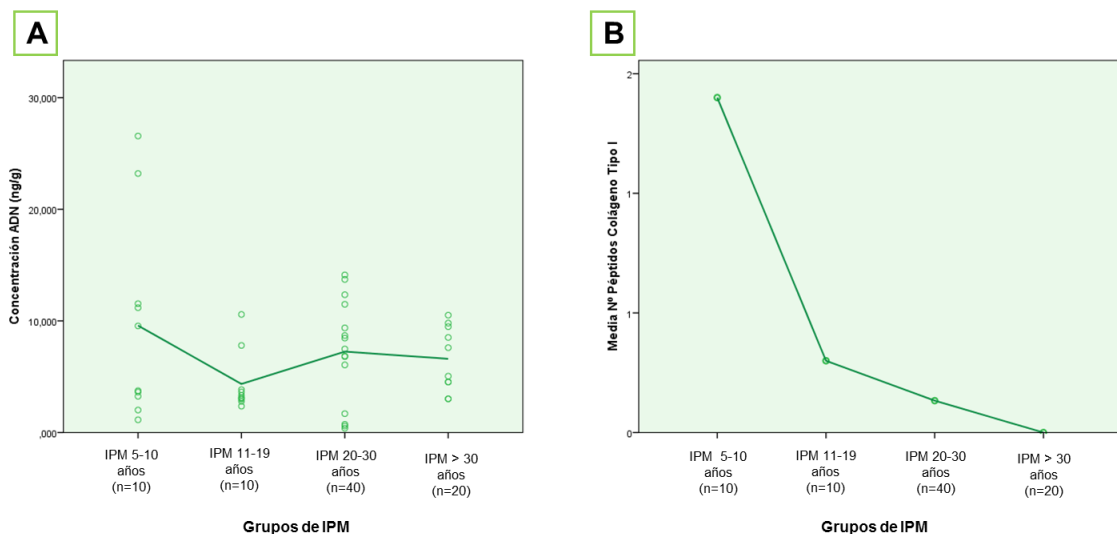 A
Concentración ADN (ng/g)
30,000
20,000
10,000
,000
IPM 5-10
años
(n=10)
IPM 11-19
años
(n=10)
IPM 20-30
años
(n=40)
IPM > 30
años
(n=20)
Grupos de IPM
B
Media Nº Péptidos Colágeno Tipo I
2
1
1
0
IPM 5-10
años
(n=10)
IPM 11-19
años
(n=10)
IPM 20-30
años
(n=40)
IPM > 30
años
(n=20)
Grupos de IPM